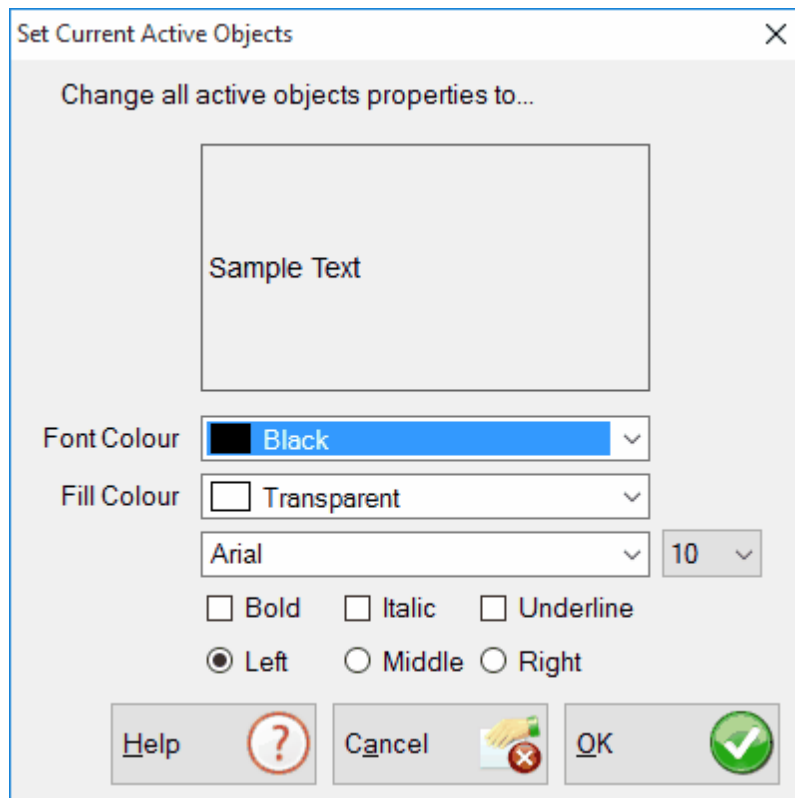 Set Current Active Objects
Change all active objects properties to...
Sample Text
Font Colour Black
Fill Colour Transparent
Arial 10
Bold Italic Underline
Left Middle Right
Help ? Cancel OK